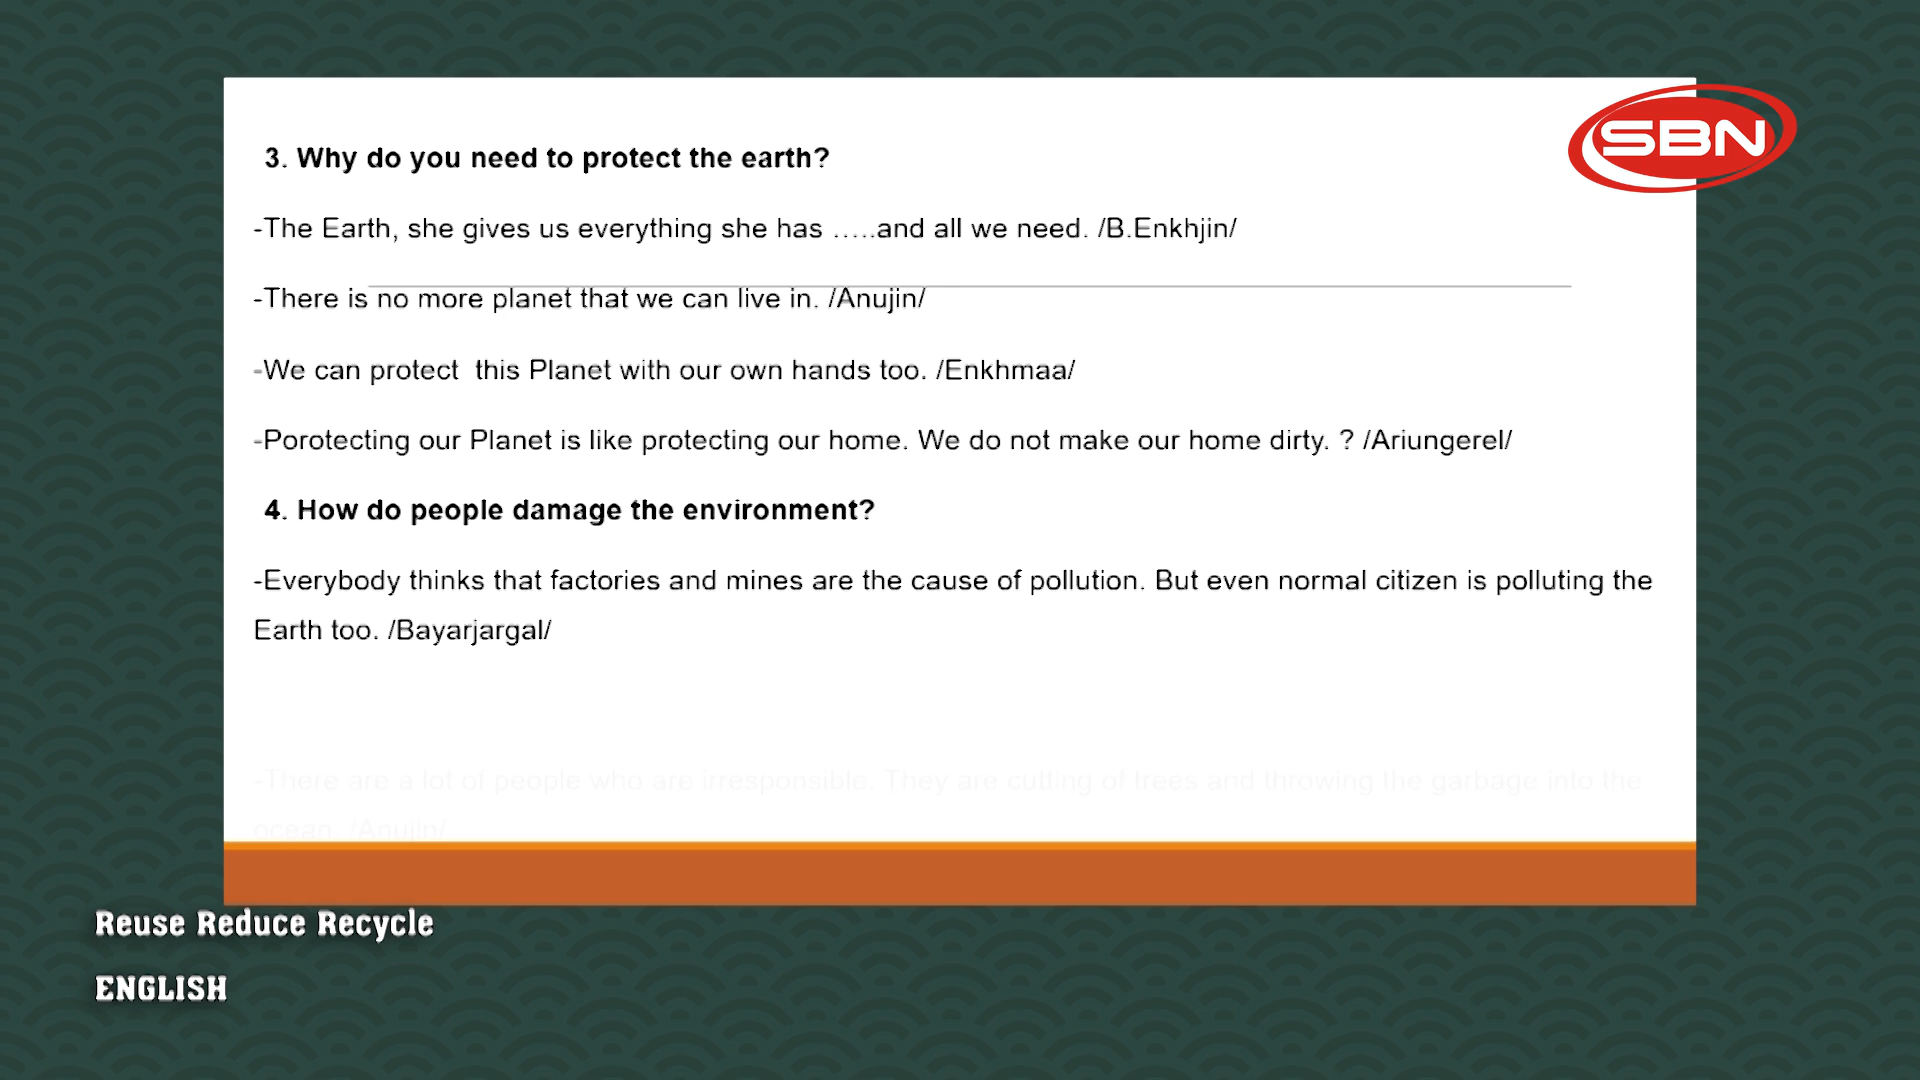 SBN
3. Why do you need to protect the earth?
-The Earth, she gives us everything she has …..and all we need. /B.Enkhjin/
-There is no more planet that we can live in. /Anujin/
-We can protect  this Planet with our own hands too. /Enkhmaa/
-Porotecting our Planet is like protecting our home. We do not make our home dirty. ? /Ariungerel/
4. How do people damage the environment?
-Everybody thinks that factories and mines are the cause of pollution. But even normal citizen is polluting the
Earth too. /Bayarjargal/
-There are a lot of people who are irresponsible. They are cutting of trees and throwing the garbage into the
ocean. /Anujin/
Reuse Reduce Recycle
ENGLISH